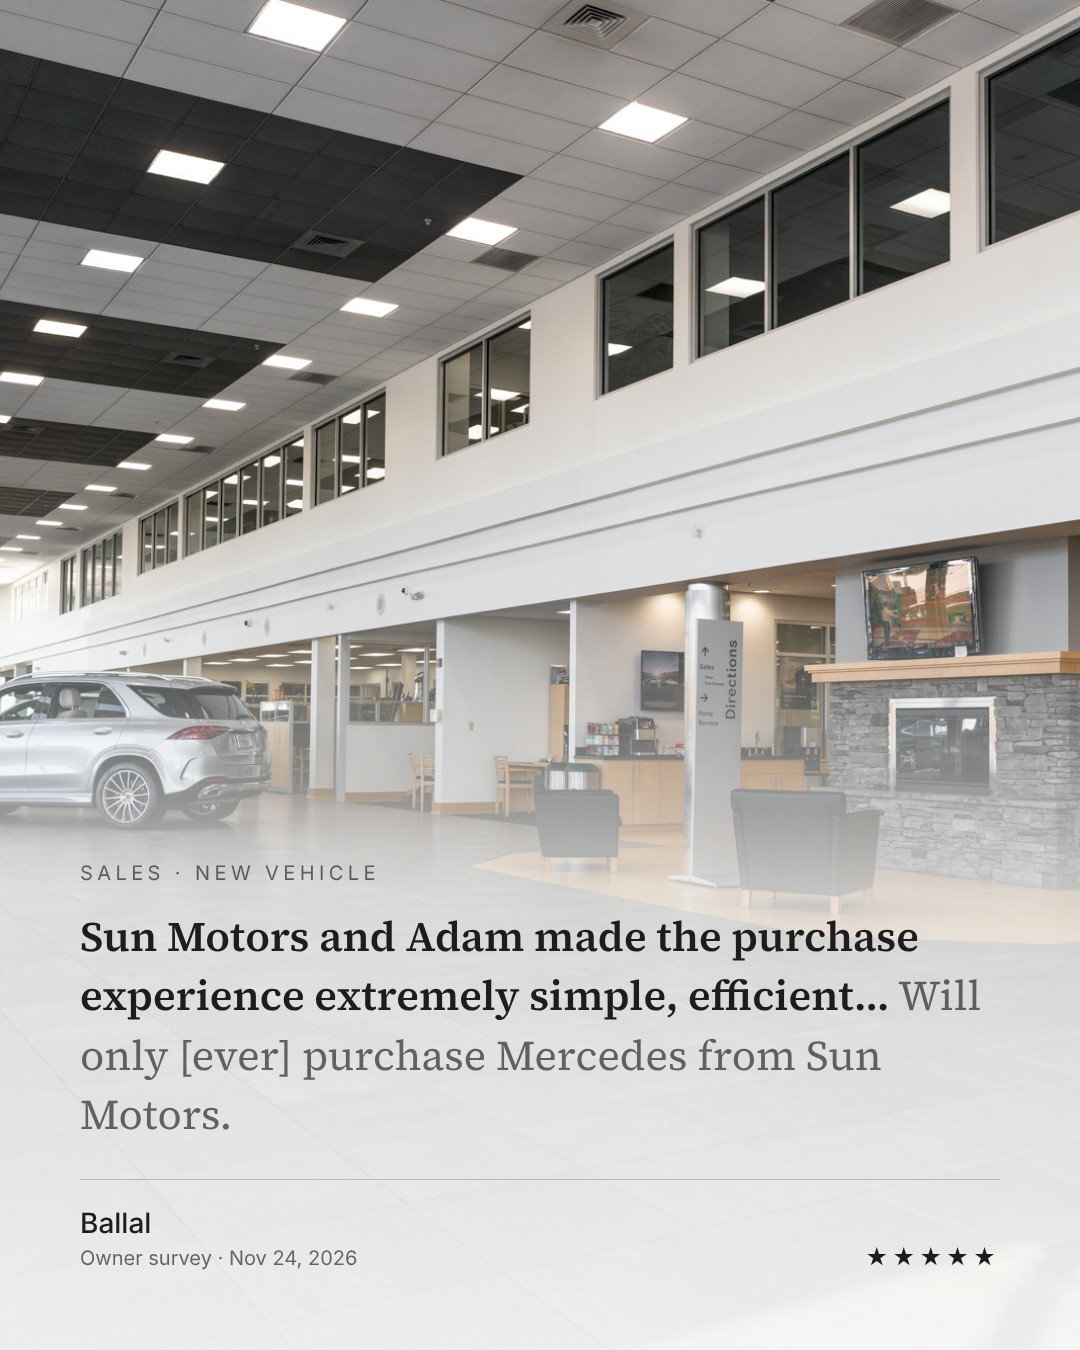 Directions
Sales
Parts
Service
SALES · NEW VEHICLE
Sun Motors and Adam made the purchase
experience extremely simple, efficient... Will
only [ever] purchase Mercedes from Sun
Motors.
Ballal
Owner survey · Nov 24, 2026
★★★★★